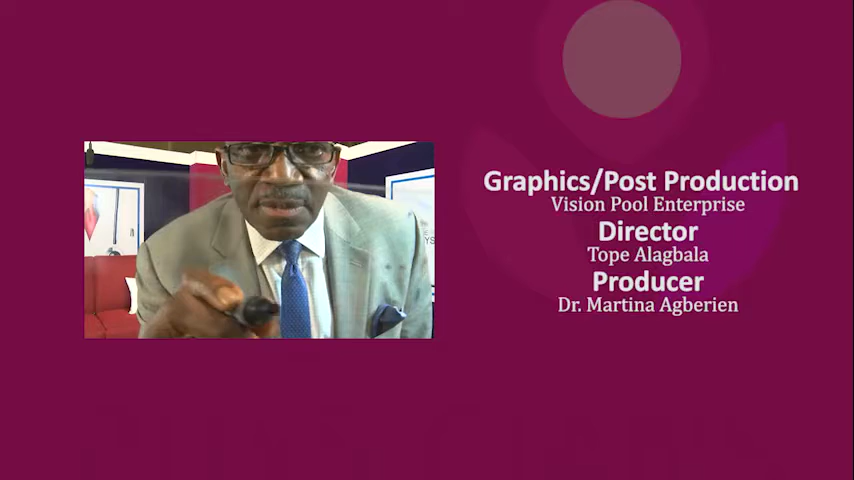 Graphics/Post Production
Vision Pool Enterprise
Director
Tope Alagbala
Producer
Dr. Martina Agberien